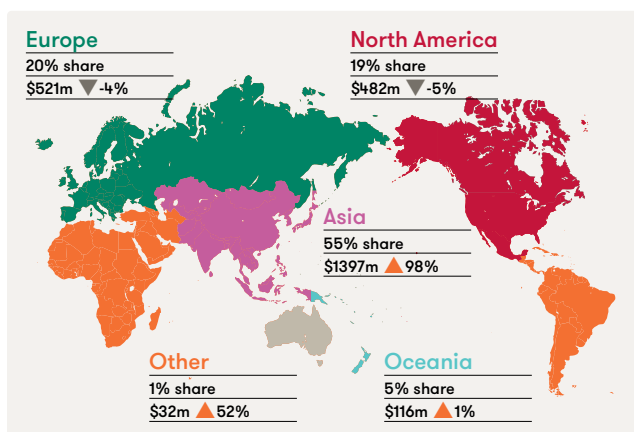 Europe
20% share
$521m ▼ -4%
North America
19% share
$482m ▼ -5%
Asia
55% share
$1397m ▲ 98%
Other
1% share
$32m ▲ 52%
Oceania
5% share
$116m ▲ 1%